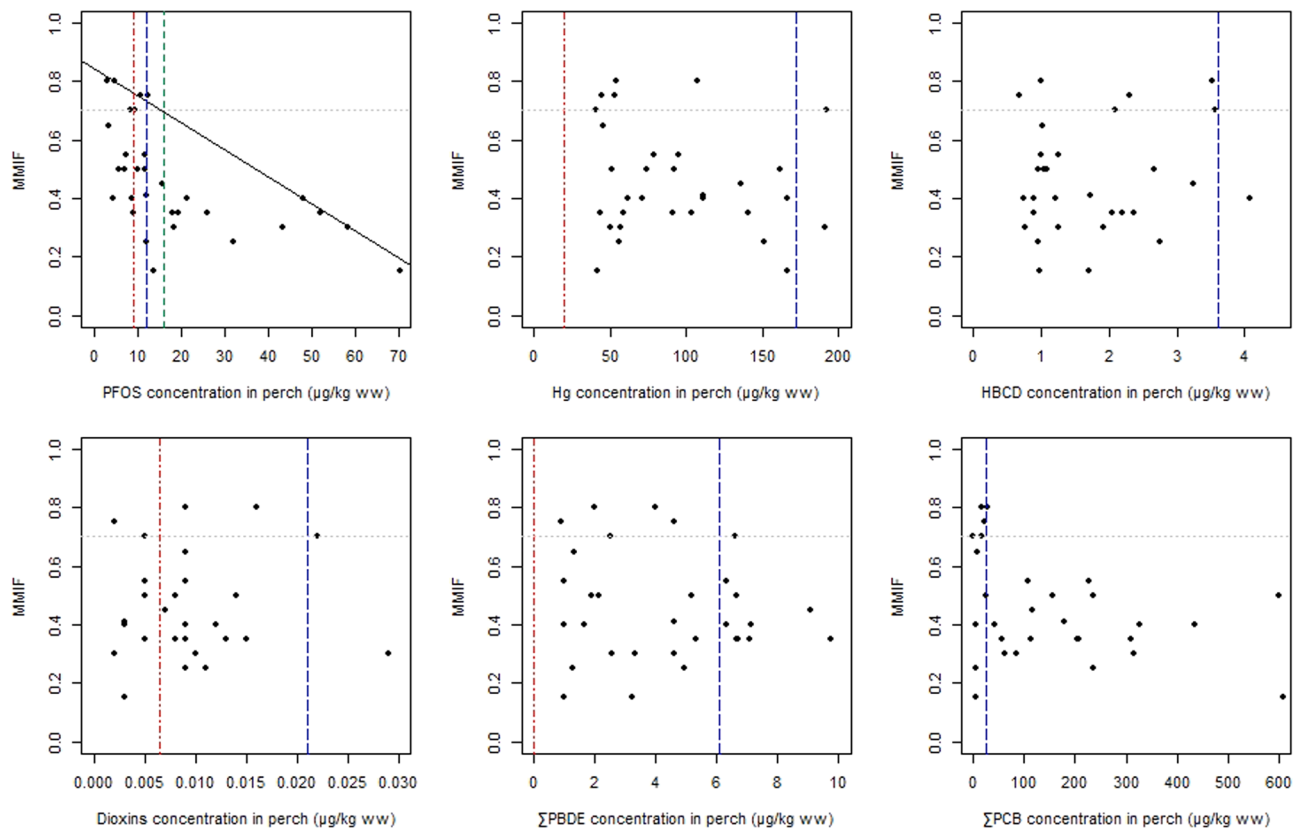 MMIF
1.0
0.8
0.6
0.4
0.2
0.0
0 10 20 30 40 50 60 70
PFOS concentration in perch (µg/kg ww)
MMIF
1.0
0.8
0.6
0.4
0.2
0.0
0 50 100 150 200
Hg concentration in perch (µg/kg ww)
MMIF
1.0
0.8
0.6
0.4
0.2
0.0
0 1 2 3 4
HBCD concentration in perch (µg/kg ww)
MMIF
1.0
0.8
0.6
0.4
0.2
0.0
0.000 0.005 0.010 0.015 0.020 0.025 0.030
Dioxins concentration in perch (µg/kg ww)
MMIF
1.0
0.8
0.6
0.4
0.2
0.0
0 2 4 6 8 10
∑PBDE concentration in perch (µg/kg ww)
MMIF
1.0
0.8
0.6
0.4
0.2
0.0
0 100 200 300 400 500 600
∑PCB concentration in perch (µg/kg ww)